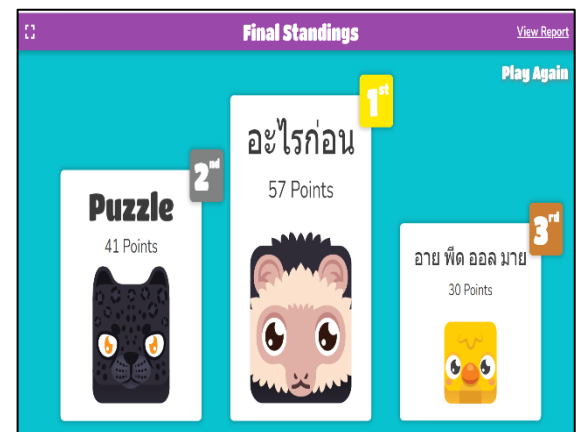 Final Standings
View Report
Play Again
1st
อะไรก่อน
57 Points
2nd
Puzzle
41 Points
3rd
อาย พีด ออล มาย
30 Points